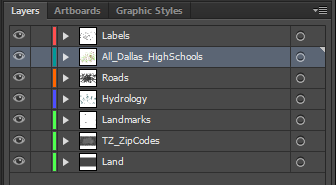 Layers Artboards Graphic Styles
Labels
All_Dallas_HighSchools
Roads
Hydrology
Landmarks
TZ_ZipCodes
Land